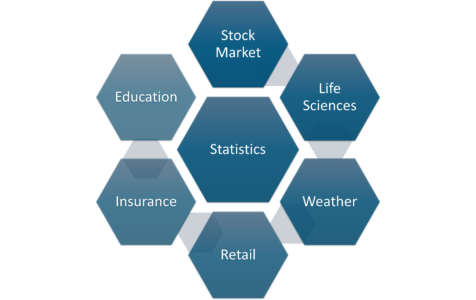 Stock
Market
Education
Life
Sciences
Statistics
Insurance
Weather
Retail